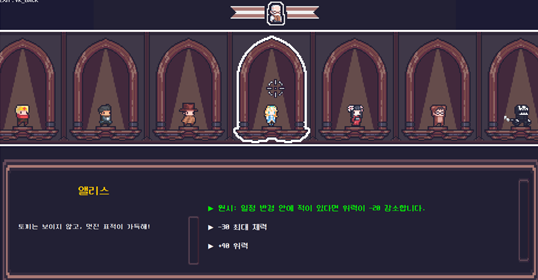 앨리스
토끼는 보이지 않고, 멋진 표적이 가득해!
▶ 원시: 일정 반경 안에 적이 있다면 위력이 -20 감소합니다.
▶ -30 최대 체력
▶ +90 위력